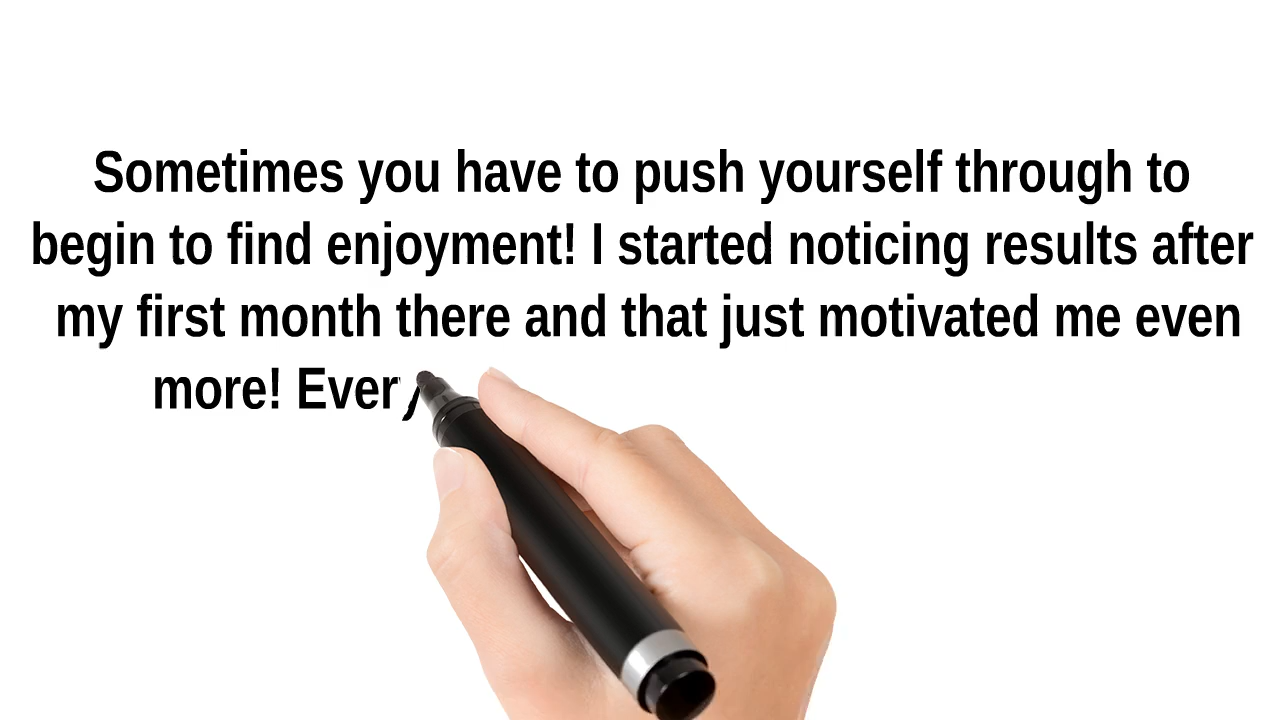 Sometimes you have to push yourself through to
begin to find enjoyment! I started noticing results after
my first month there and that just motivated me even
more! Every